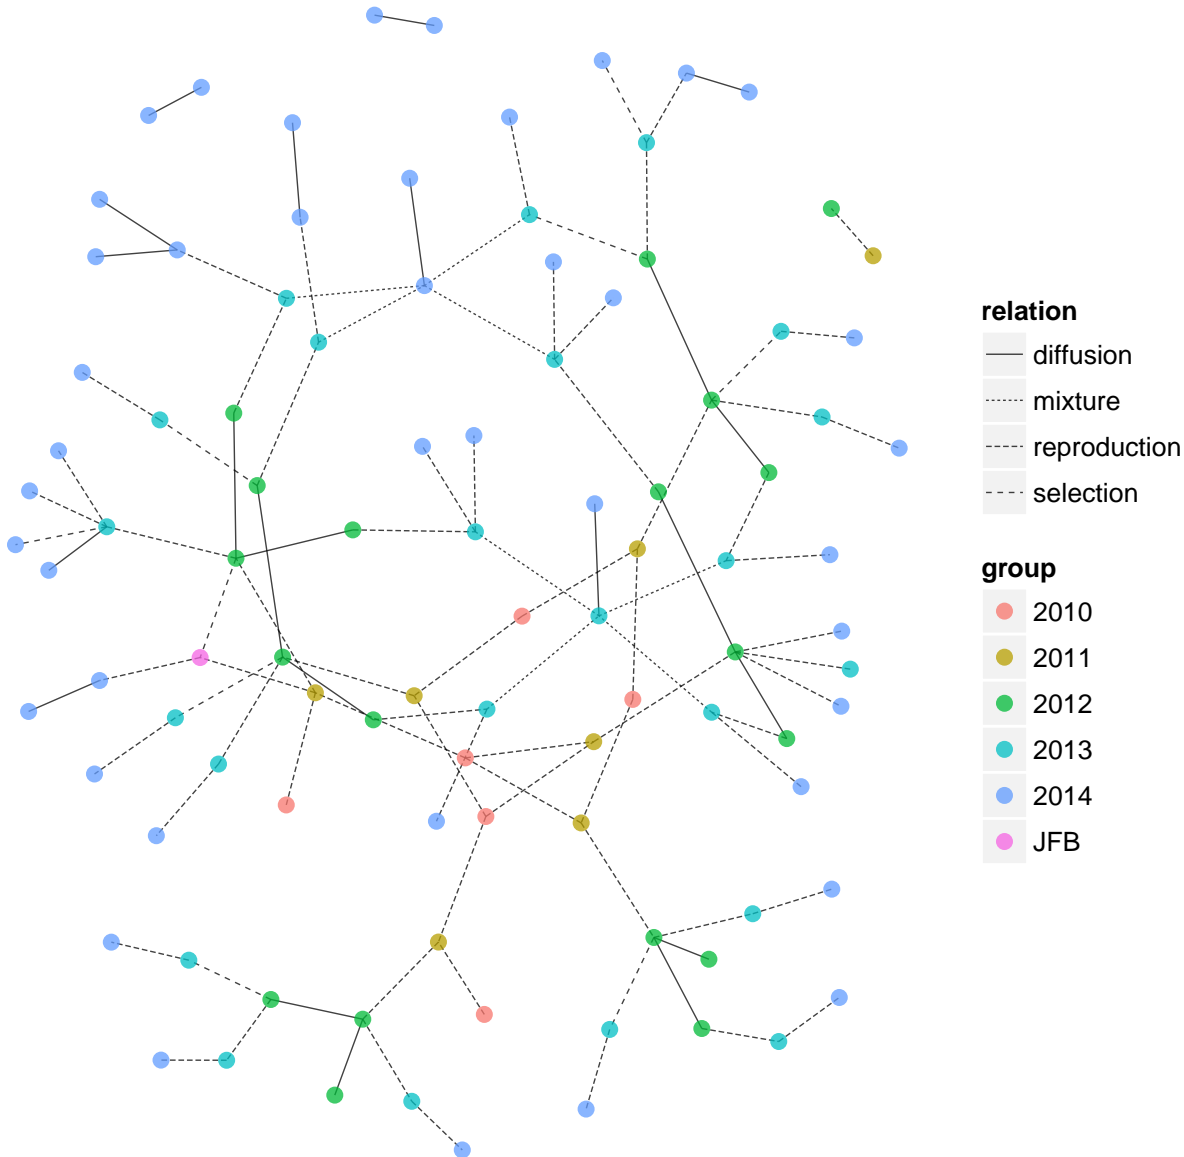 relation
diffusion
mixture
reproduction
selection
group
2010
2011
2012
2013
2014
JFB